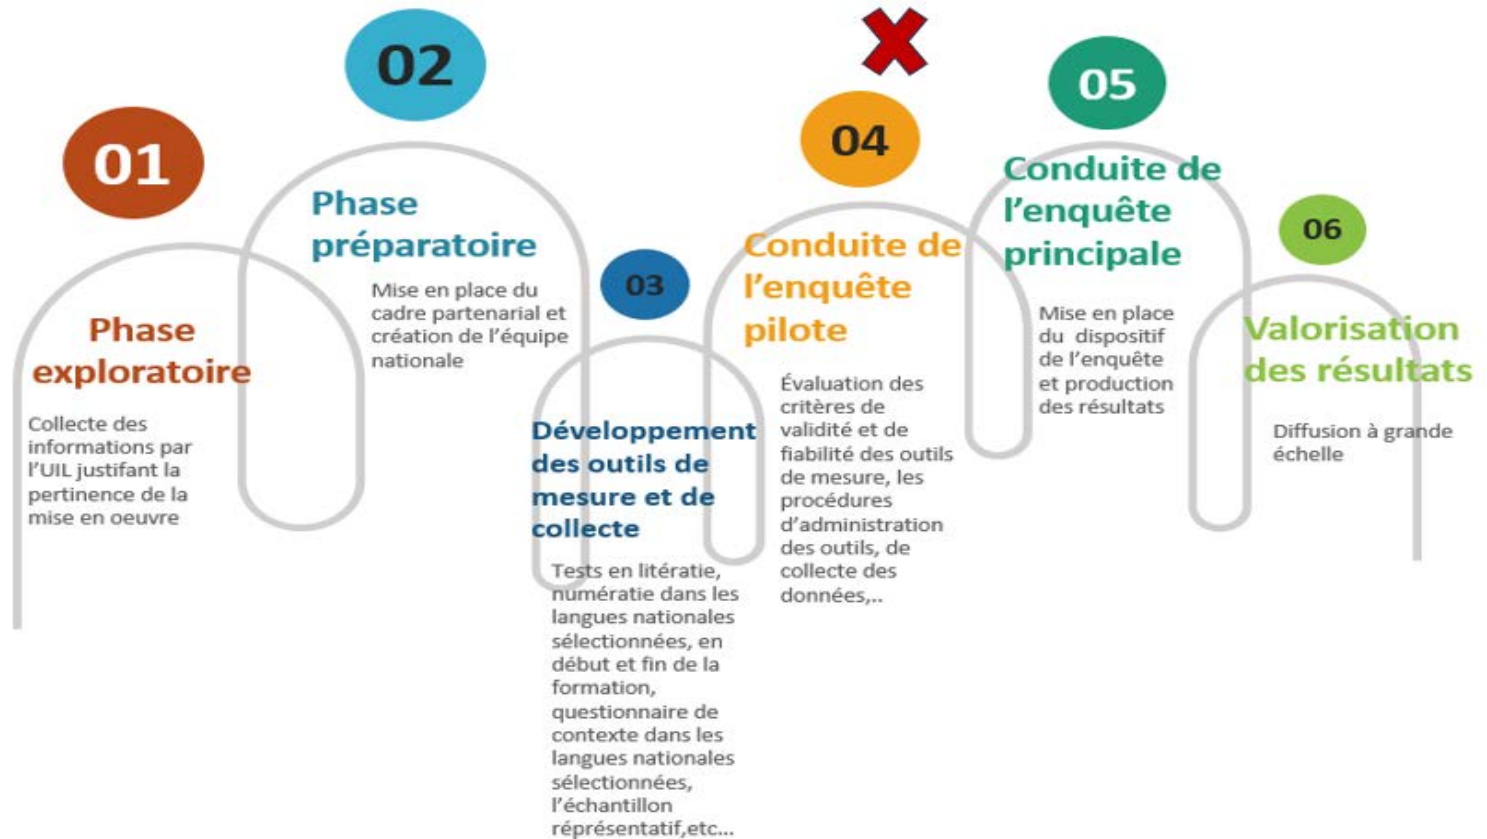 01
Phase
exploratoire
Collecte des
informations par
l'UIL justifant la
pertinence de la
mise en oeuvre
02
Phase
préparatoire
Mise en place du
cadre partenarial et
création de l'équipe
nationale
03
Développement
des outils de
mesure et de
collecte
Tests en litératie,
numératie dans les
langues nationales
sélectionnées, en
début et fin de la
formation,
questionnaire de
contexte dans les
langues nationales
sélectionnées,
l'échantillon
réprésentatif,etc...
04
Conduite de
l'enquête
pilote
Évaluation des
critères de
validité et de
fiabilité des outils
de mesure, les
procédures
d'administration
des outils, de
collecte des
données,..
05
Conduite de
l'enquête
principale
Mise en place
du dispositif
de l'enquête
et production
des résultats
06
Valorisation
des résultats
Diffusion à grande
échelle